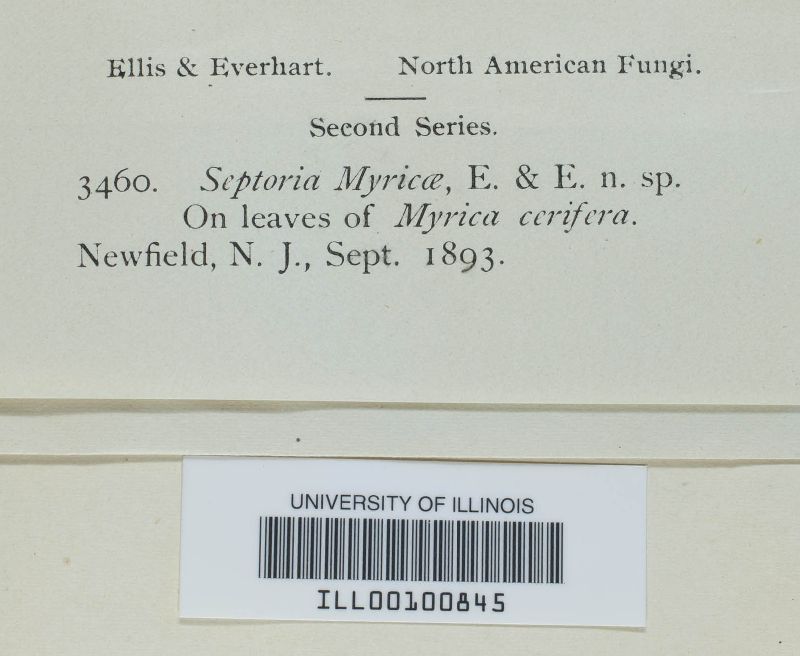 Ellis & Everhart. North American Fungi.
Second Series.
3460. Septoria Myricæ, E. & E. n. sp.
On leaves of Myrica cerifera.
Newfield, N. J., Sept. 1893.
UNIVERSITY OF ILLINOIS
ILL00100845